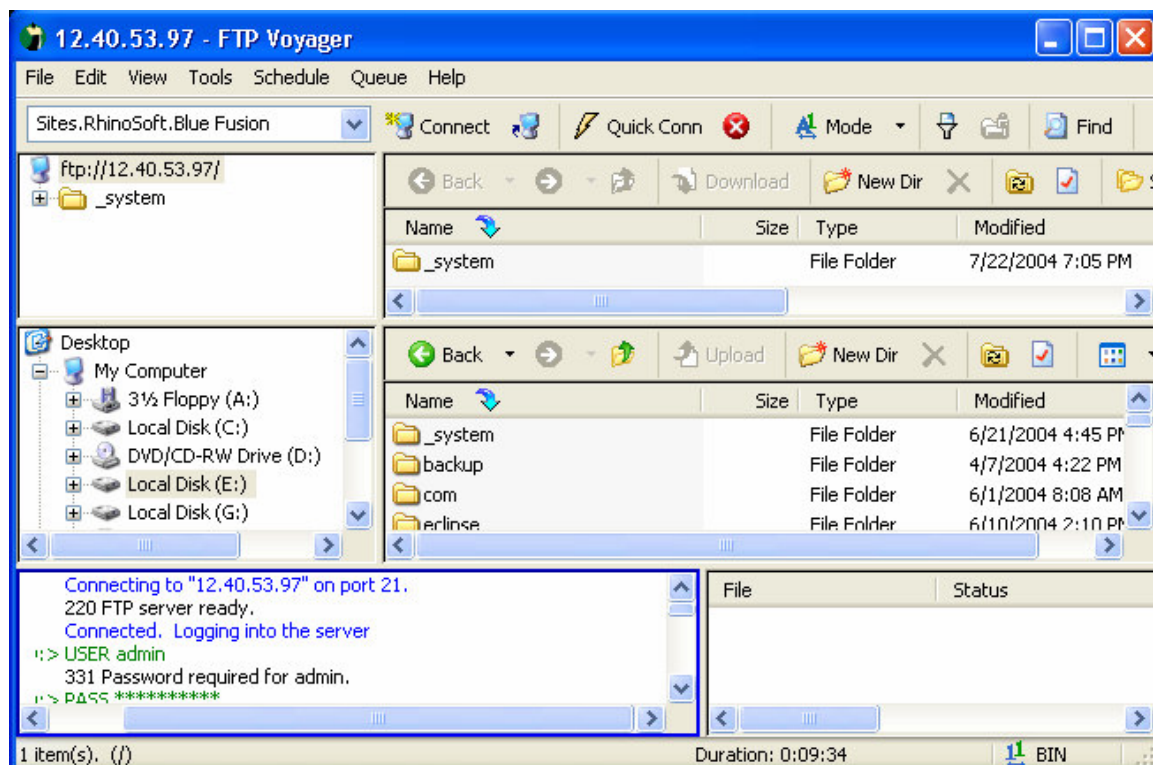 12.40.53.97 - FTP Voyager
File Edit View Tools Schedule Queue Help
Sites.RhinoSoft.Blue Fusion Connect Quick Conn Mode Find
ftp://12.40.53.97/
_system
Back Download New Dir
Name Size Type Modified
_system File Folder 7/22/2004 7:05 PM
Desktop
My Computer
3½ Floppy (A:)
Local Disk (C:)
DVD/CD-RW Drive (D:)
Local Disk (E:)
Local Disk (G:)
Back Upload New Dir
Name Size Type Modified
_system File Folder 6/21/2004 4:45 PM
backup File Folder 4/7/2004 4:22 PM
com File Folder 6/1/2004 8:08 AM
eclipse File Folder 6/10/2004 2:10 PM
Connecting to "12.40.53.97" on port 21.
220 FTP server ready.
Connected. Logging into the server
:> USER admin
331 Password required for admin.
:> PASS **********
File Status
1 item(s). (/) Duration: 0:09:34 BIN